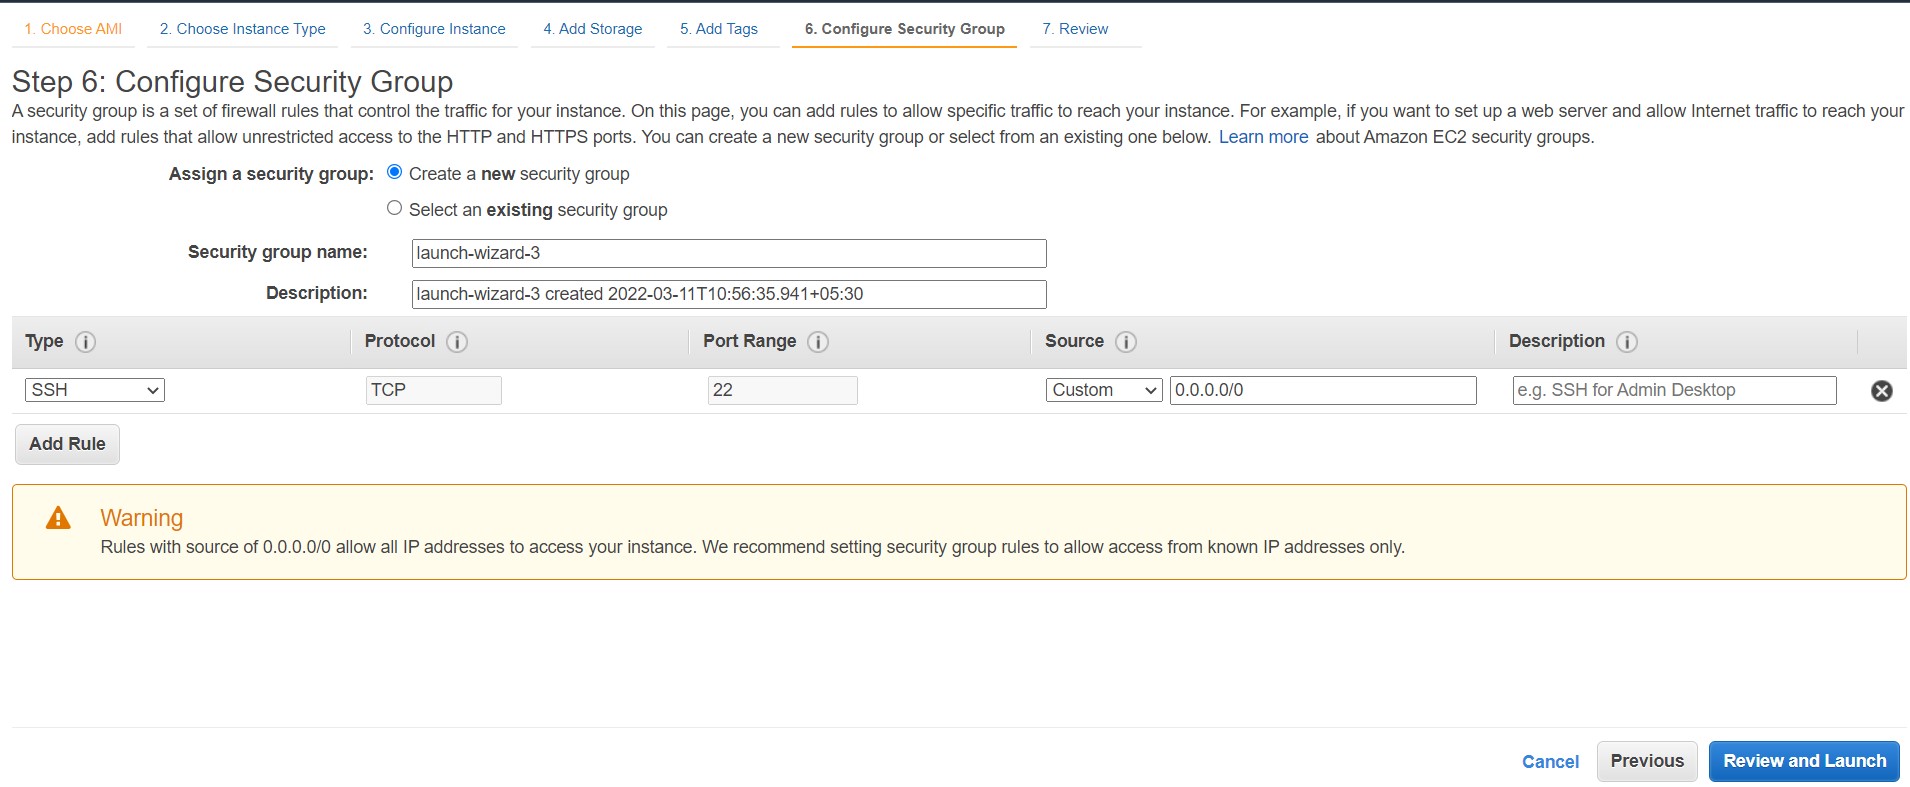 1. Choose AMI 2. Choose Instance Type 3. Configure Instance 4. Add Storage 5. Add Tags 6. Configure Security Group 7. Review
Step 6: Configure Security Group
A security group is a set of firewall rules that control the traffic for your instance. On this page, you can add rules to allow specific traffic to reach your instance. For example, if you want to set up a web server and allow Internet traffic to reach your
instance, add rules that allow unrestricted access to the HTTP and HTTPS ports. You can create a new security group or select from an existing one below. Learn more about Amazon EC2 security groups.
Assign a security group: Create a new security group
Select an existing security group
Security group name: launch-wizard-3
Description: launch-wizard-3 created 2022-03-11T10:56:35.941+05:30
Type i Protocol i Port Range i Source i Description i
SSH TCP 22 Custom 0.0.0.0/0 e.g. SSH for Admin Desktop
Add Rule
Warning
Rules with source of 0.0.0.0/0 allow all IP addresses to access your instance. We recommend setting security group rules to allow access from known IP addresses only.
Cancel Previous Review and Launch